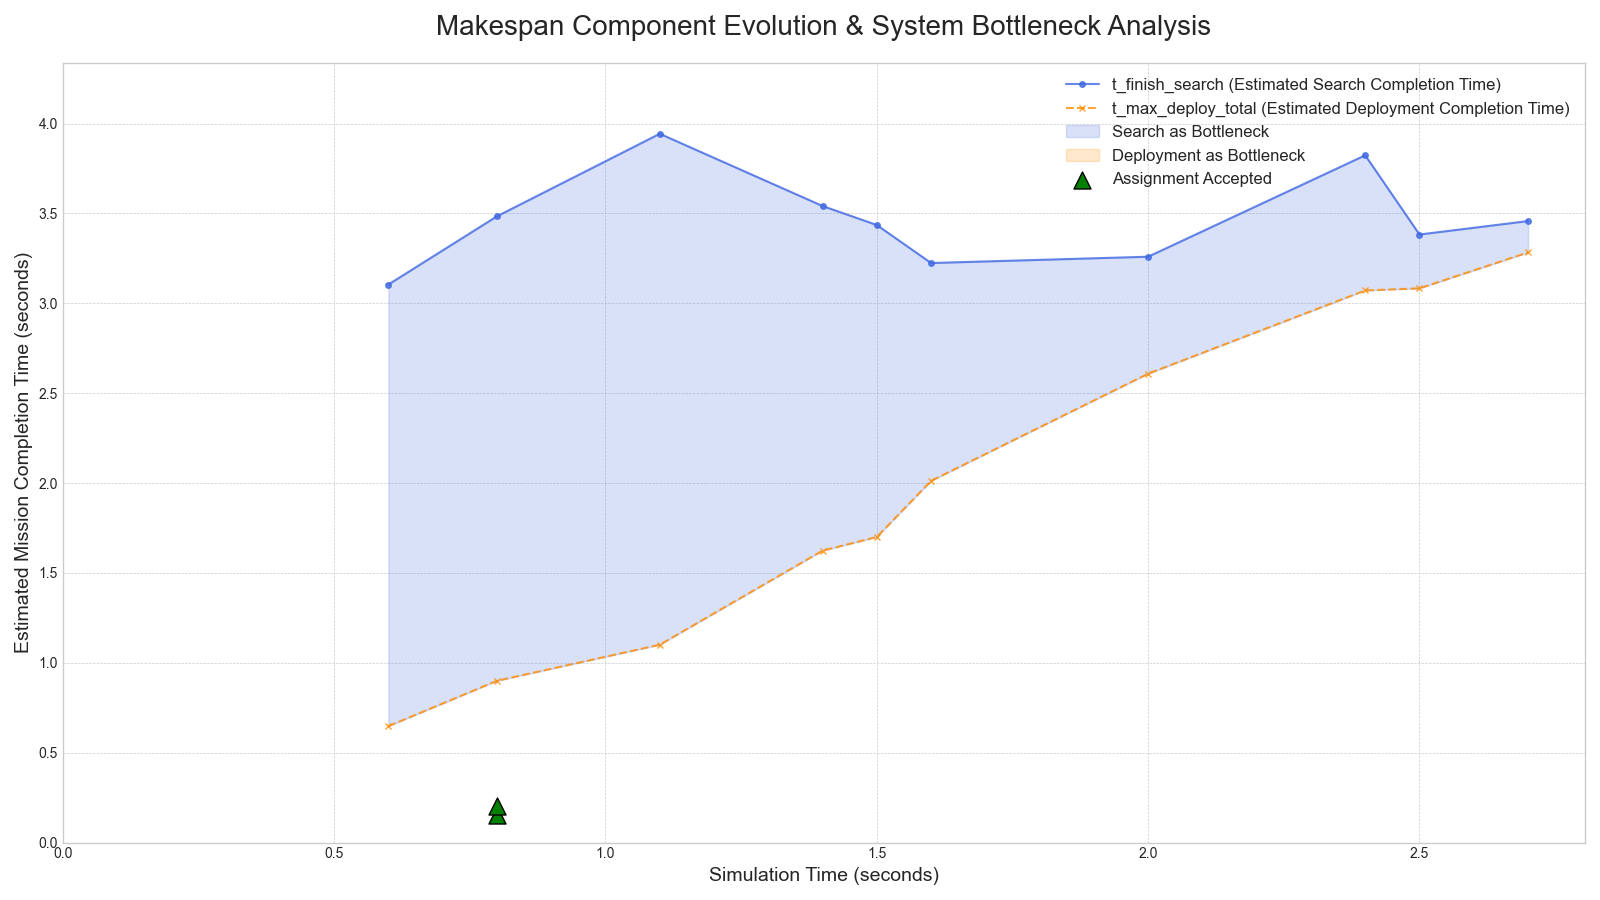 Makespan Component Evolution & System Bottleneck Analysis
t_finish_search (Estimated Search Completion Time)
t_max_deploy_total (Estimated Deployment Completion Time)
Search as Bottleneck
Deployment as Bottleneck
Assignment Accepted
Estimated Mission Completion Time (seconds)
4.0
3.5
3.0
2.5
2.0
1.5
1.0
0.5
0.0
0.0 0.5 1.0 1.5 2.0 2.5
Simulation Time (seconds)